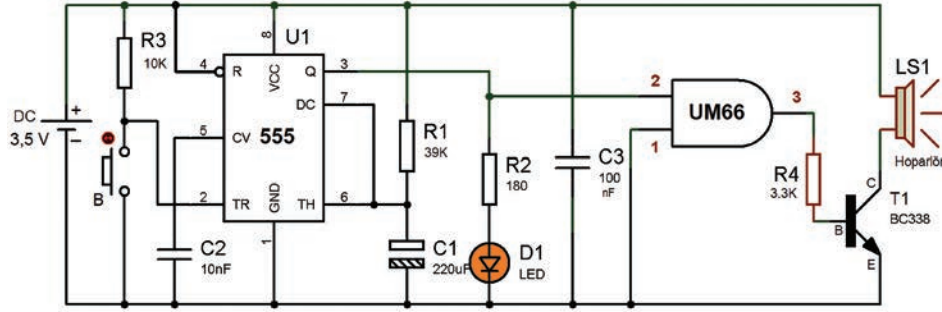 DC
3,5 V
+
−
R3
10K
B
U1
4
R
8
VCC
Q
3
DC
7
5
CV
555
2
TR
GND
1
TH
6
C2
10nF
R1
39K
C1
220uF
R2
180
D1
LED
C3
100
nF
2
1
UM66
3
R4
3.3K
LS1
Hoparlör
C
B
E
T1
BC338